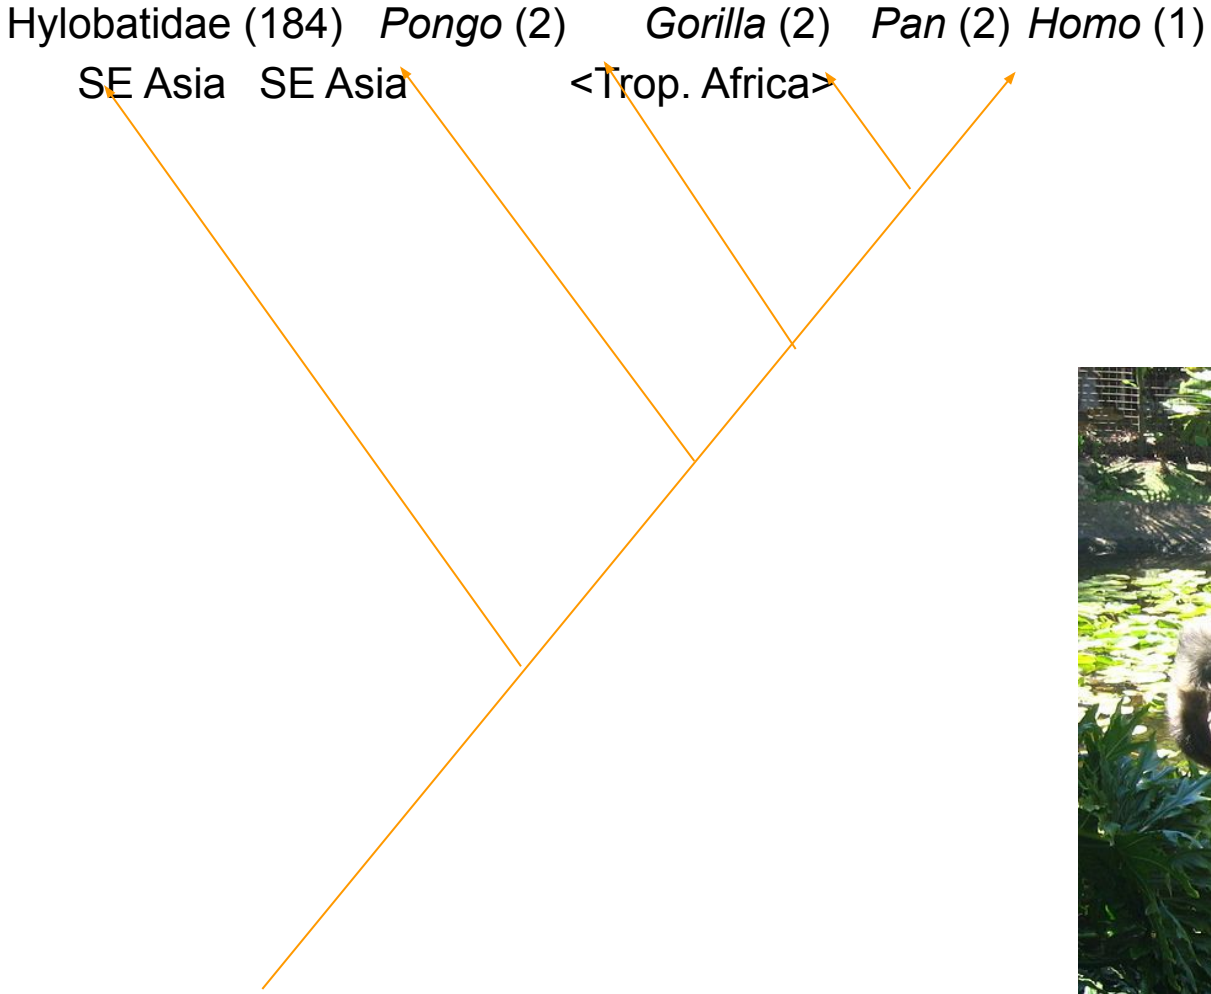 Hylobatidae (184) Pongo (2) Gorilla (2) Pan (2) Homo (1)
SE Asia SE Asia <Trop. Africa>